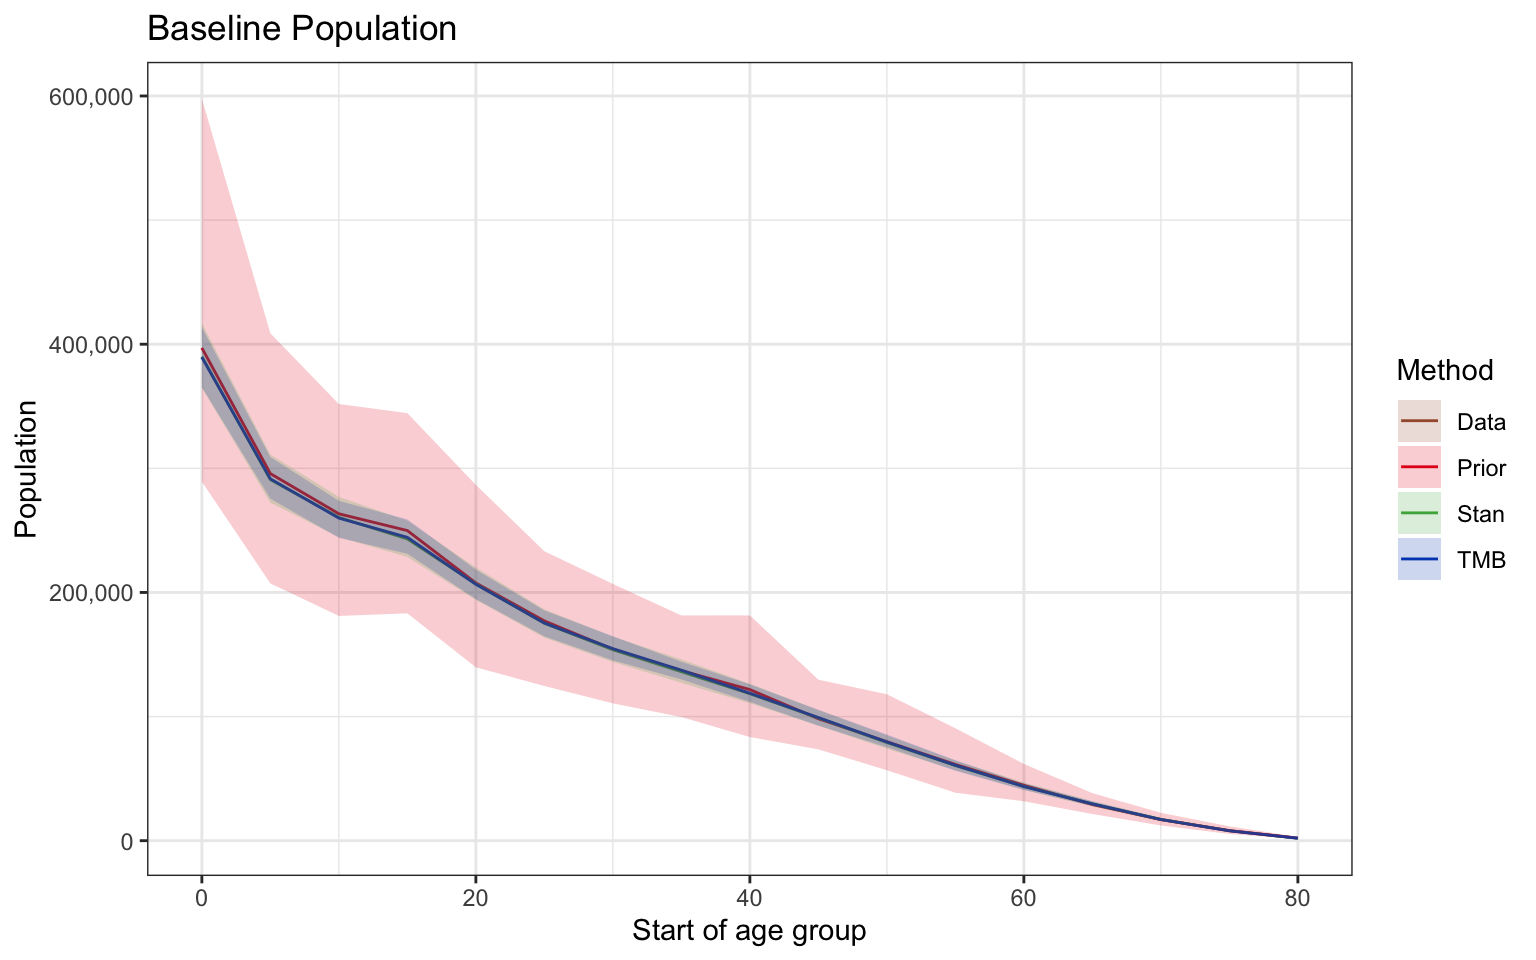 Baseline Population
600,000
400,000
200,000
0
Population
0 20 40 60 80
Start of age group
Method
Data
Prior
Stan
TMB